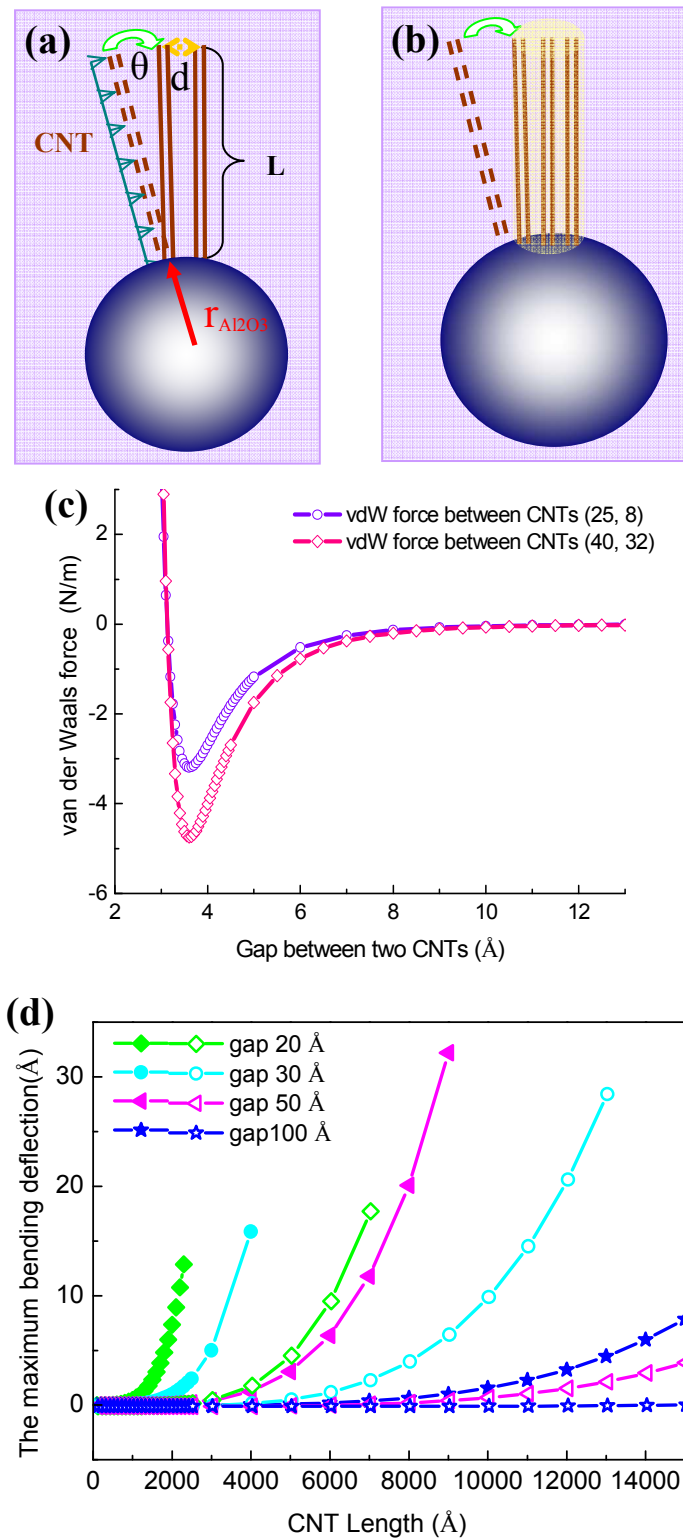 (a)
θ
d
CNT
L
rAl2O3
(b)
(c)
vdW force between CNTs (25, 8)
vdW force between CNTs (40, 32)
van der Waals force (N/m)
2
0
-2
-4
-6
2 4 6 8 10 12
Gap between two CNTs (Å)
(d)
gap 20 Å
gap 30 Å
gap 50 Å
gap100 Å
The maximum bending deflection(Å)
30
20
10
0
0 2000 4000 6000 8000 10000 12000 14000
CNT Length (Å)